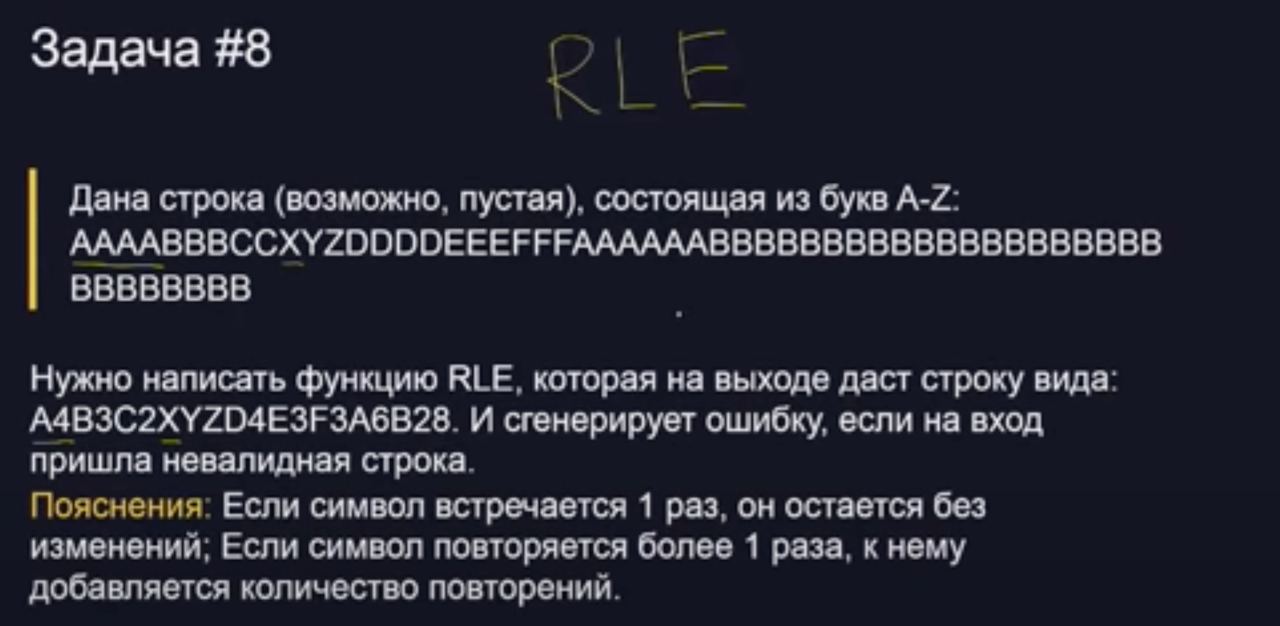 Задача #8
RLE
Дана строка (возможно, пустая), состоящая из букв A-Z:
AAAABBBCCXYZDDDDEEEFFFAAAAAABBBBBBBBBBBBBBBBBBBB
BBBBBBBB
Нужно написать функцию RLE, которая на выходе даст строку вида:
A4B3C2XYZD4E3F3A6B28. И сгенерирует ошибку, если на вход
пришла невалидная строка.
Пояснения: Если символ встречается 1 раз, он остается без
изменений; Если символ повторяется более 1 раза, к нему
добавляется количество повторений.